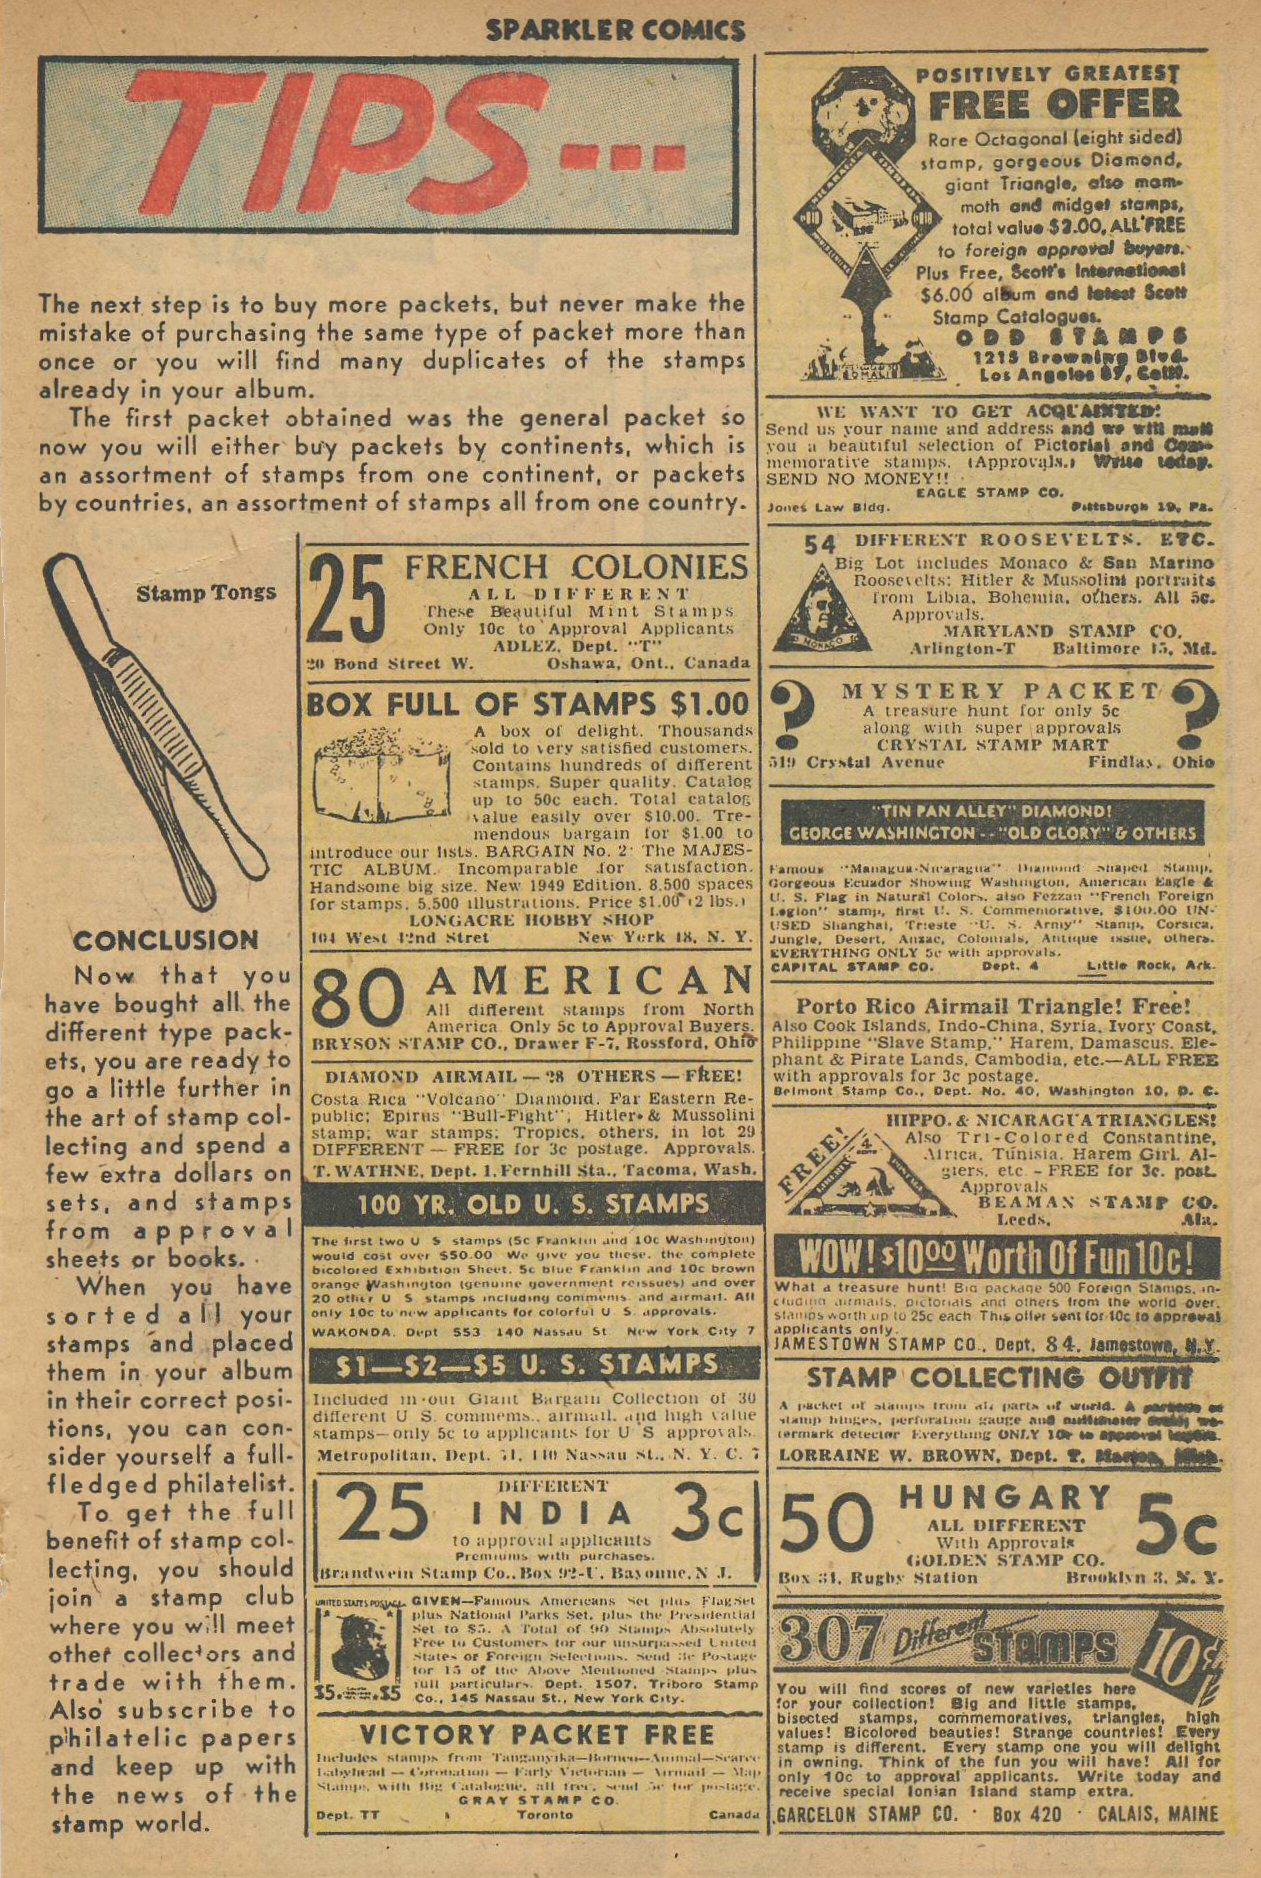 SPARKLER COMICS
TIPS---
The next step is to buy more packets, but never make the
mistake of purchasing the same type of packet more than
once or you will find many duplicates of the stamps
already in your album.
The first packet obtained was the general packet so
now you will either buy packets by continents, which is
an assortment of stamps from one continent, or packets
by countries, an assortment of stamps all from one country.
Stamp Tongs
CONCLUSION
Now that you
have bought all the
different type pack-
ets, you are ready to
go a little further in
the art of stamp col-
lecting and spend a
few extra dollars on
sets, and stamps
from approval
sheets or books.
When you have
sorted all your
stamps and placed
them in your album
in their correct posi-
tions, you can con-
sider yourself a full-
fledged philatelist.
To get the full
benefit of stamp col-
lecting, you should
join a stamp club
where you will meet
other collectors and
trade with them.
Also subscribe to
philatelic papers
and keep up with
the news of the
stamp world.
25 FRENCH COLONIES
ALL DIFFERENT
These Beautiful Mint Stamps
Only 10c to Approval Applicants
ADLEZ, Dept. "T"
20 Bond Street W. Oshawa, Ont., Canada
BOX FULL OF STAMPS $1.00
A box of delight. Thousands
sold to very satisfied customers.
Contains hundreds of different
stamps. Super quality. Catalog
up to 50c each. Total catalog
value easily over $10.00. Tre-
mendous bargain for $1.00 to
introduce our lists. BARGAIN No. 2: The MAJES-
TIC ALBUM. Incomparable for satisfaction.
Handsome big size. New 1949 Edition. 8,500 spaces
for stamps, 5,500 illustrations. Price $1.00 (2 lbs.)
LONGACRE HOBBY SHOP
104 West 42nd Stret New York 18, N. Y.
80 AMERICAN
All different stamps from North
America Only 5c to Approval Buyers.
BRYSON STAMP CO., Drawer F-7, Rossford, Ohio
DIAMOND AIRMAIL — 28 OTHERS — FREE!
Costa Rica "Volcano" Diamond. Far Eastern Re-
public; Epirus "Bull-Fight", Hitler & Mussolini
stamp; war stamps; Tropics, others, in lot 29
DIFFERENT — FREE for 3c postage. Approvals.
T. WATHNE, Dept. 1, Fernhill Sta., Tacoma, Wash.
100 YR. OLD U. S. STAMPS
The first two U S stamps (5c Franklin and 10c Washington)
would cost over $50.00 We give you these, the complete
bicolored Exhibition Sheet. 5c blue Franklin and 10c brown
orange Washington (genuine government reissues) and over
20 other U S stamps including comments. and airmail. All
only 10c to new applicants for colorful U. S. approvals.
WAKONDA, Dept 553 140 Nassau St New York City 7
$1—$2—$5 U. S. STAMPS
Included in our Giant Bargain Collection of 30
different U S. commems., airmail, and high value
stamps—only 5c to applicants for U S approvals.
Metropolitan, Dept. 51, 140 Nassau St., N. Y. C. 7
25 DIFFERENT INDIA 3c
to approval applicants
Premiums with purchases.
Brandwein Stamp Co., Box 92-U, Bayonne, N J.
UNITED STATES POSTAGE
$5 $5
GIVEN—Famous Americans Set plus Flag Set
plus National Parks Set, plus the Presidential
Set to $5. A Total of 90 Stamps Absolutely
Free to Customers for our unsurpassed United
States or Foreign Selections. Send 3c Postage
for 15 of the Above Mentioned Stamps plus
full particulars. Dept. 1507, Triboro Stamp
Co., 145 Nassau St., New York City.
VICTORY PACKET FREE
Includes stamps from Tanganyika—Borneo—Animal—Scarce
Babyhead — Coronation — Early Victorian — Airmail — Map
Stamps, with Big Catalogue, all free, send 5c for postage.
GRAY STAMP CO.
Dept. TT Toronto Canada
POSITIVELY GREATEST
FREE OFFER
Rare Octagonal (eight sided)
stamp, gorgeous Diamond,
giant Triangle, also mam-
moth and midget stamps,
total value $2.00, ALL FREE
to foreign approval buyers.
Plus Free, Scott's International
$6.00 album and latest Scott
Stamp Catalogues.
ODD STAMPS
1215 Browning Blvd.
Los Angeles 37, Calif.
WE WANT TO GET ACQUAINTED!
Send us your name and address and we will mail
you a beautiful selection of Pictorial and Com-
memorative stamps. (Approvals.) Write today.
SEND NO MONEY!!
EAGLE STAMP CO.
Jones Law Bldg. Pittsburgh 19, Pa.
54 DIFFERENT ROOSEVELTS, ETC.
Big Lot includes Monaco & San Marino
Roosevelts; Hitler & Mussolini portraits
from Libia, Bohemia, others. All 5c.
Approvals.
MARYLAND STAMP CO.
Arlington-T Baltimore 15, Md.
MONACO
? MYSTERY PACKET ?
A treasure hunt for only 5c
along with super approvals
CRYSTAL STAMP MART
519 Crystal Avenue Findlay, Ohio
"TIN PAN ALLEY" DIAMOND!
GEORGE WASHINGTON - - "OLD GLORY" & OTHERS
Famous "Managua-Nicaragua" Diamond Shaped Stamp,
Gorgeous Ecuador Showing Washington, American Eagle &
U. S. Flag in Natural Colors, also Fezzan "French Foreign
Legion" stamp, first U. S. Commemorative, $100.00 UN-
USED Shanghai, Trieste "U. S. Army" Stamp, Corsica,
Jungle, Desert, Anzac, Colonials, Antique issue, others.
EVERYTHING ONLY 5c with approvals.
CAPITAL STAMP CO. Dept. 4 Little Rock, Ark.
Porto Rico Airmail Triangle! Free!
Also Cook Islands, Indo-China, Syria, Ivory Coast,
Philippine "Slave Stamp," Harem, Damascus, Ele-
phant & Pirate Lands, Cambodia, etc.—ALL FREE
with approvals for 3c postage.
Belmont Stamp Co., Dept. No. 40, Washington 10, D. C.
FREE!
HIPPO. & NICARAGUA TRIANGLES!
Also Tri-Colored Constantine,
Africa, Tunisia, Harem Girl, Al-
giers, etc. - FREE for 3c. post.
Approvals
BEAMAN STAMP CO.
Leeds, Ala.
WOW! $10.00 Worth Of Fun 10c!
What a treasure hunt! Big package 500 Foreign Stamps, in-
cluding airmails, pictorials and others from the world over,
stamps worth up to 25c each This offer sent for 10c to approval
applicants only.
JAMESTOWN STAMP CO., Dept. 84, Jamestown, N.Y.
STAMP COLLECTING OUTFIT
A packet of stamps from all parts of world. A package of
stamp hinges, perforation gauge and millimeter scale; wa-
termark detector Everything ONLY 10c to approval
LORRAINE W. BROWN, Dept. T, Marion, Mich.
50 HUNGARY 5c
ALL DIFFERENT
With Approvals
GOLDEN STAMP CO.
Box 31, Rugby Station Brooklyn 3, N. Y.
307 Different STAMPS 10¢
You will find scores of new varieties here
for your collection! Big and little stamps,
bisected stamps, commemoratives, triangles, high
values! Bicolored beauties! Strange countries! Every
stamp is different. Every stamp one you will delight
in owning. Think of the fun you will have! All for
only 10c to approval applicants. Write today and
receive special Ionian Island stamp extra.
GARCELON STAMP CO. · Box 420 · CALAIS, MAINE